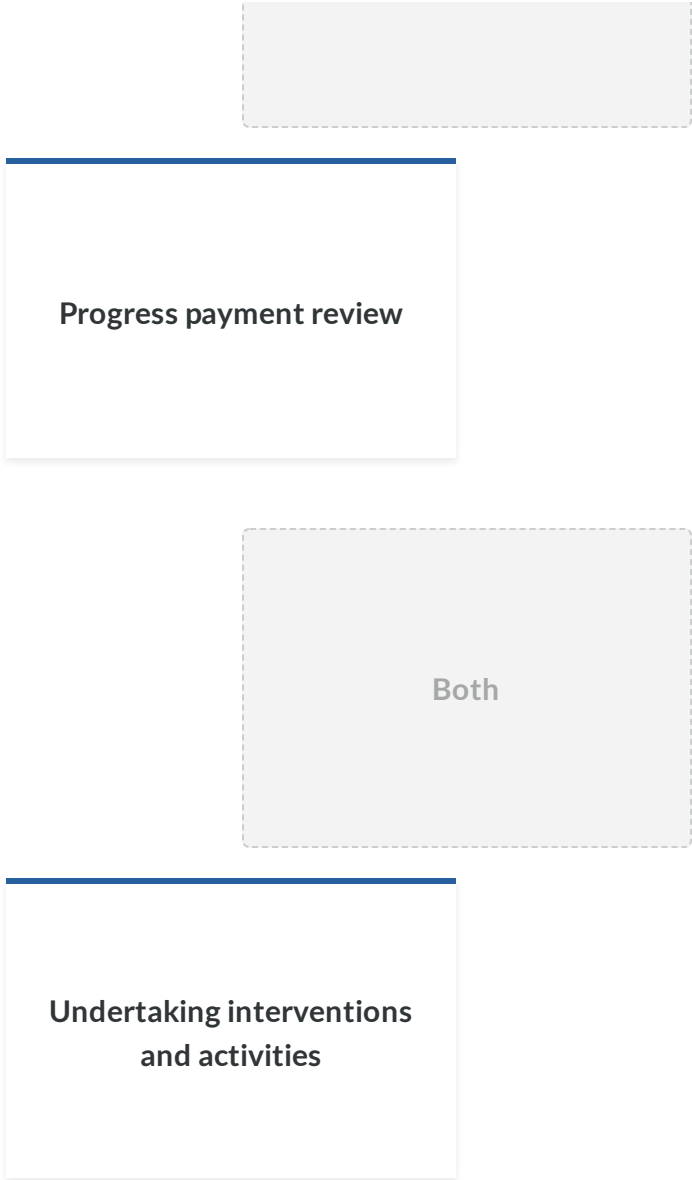 Progress payment review
Both
Undertaking interventions
and activities